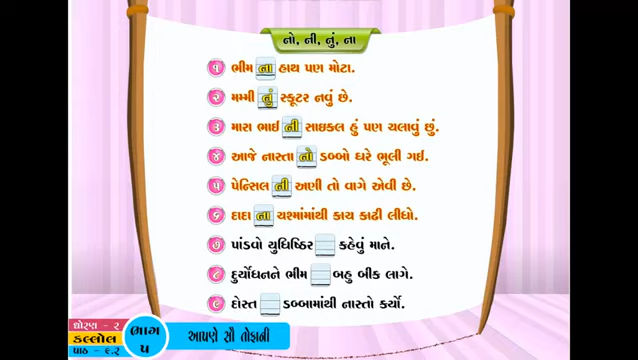 નો, ની, નું, ના
૧ ભીમ ના હાથ પણ મોટા.
૨ મમ્મી નું સ્કૂટર નવું છે.
૩ મારા ભાઈ ની સાઇકલ હું પણ ચલાવું છું.
૪ આજે નાસ્તા નો ડબ્બો ઘરે ભૂલી ગઇ.
૫ પેન્સિલ ની અણી તો વાગે એવી છે.
૬ દાદા ના ચશ્માંમાંથી કાચ કાઢી લીધો.
૭ પાંડવો યુધિષ્ઠિર કહેવું માને.
૮ દુર્યોધનને ભીમ બહુ બીક લાગે.
૯ દોસ્ત ડબ્બામાંથી નાસ્તો કર્યો.
ધોરણ - ૨
કલ્લોલ
પાઠ - ૯.૨
ભાગ ૫
આપણે સૌ તોફાની